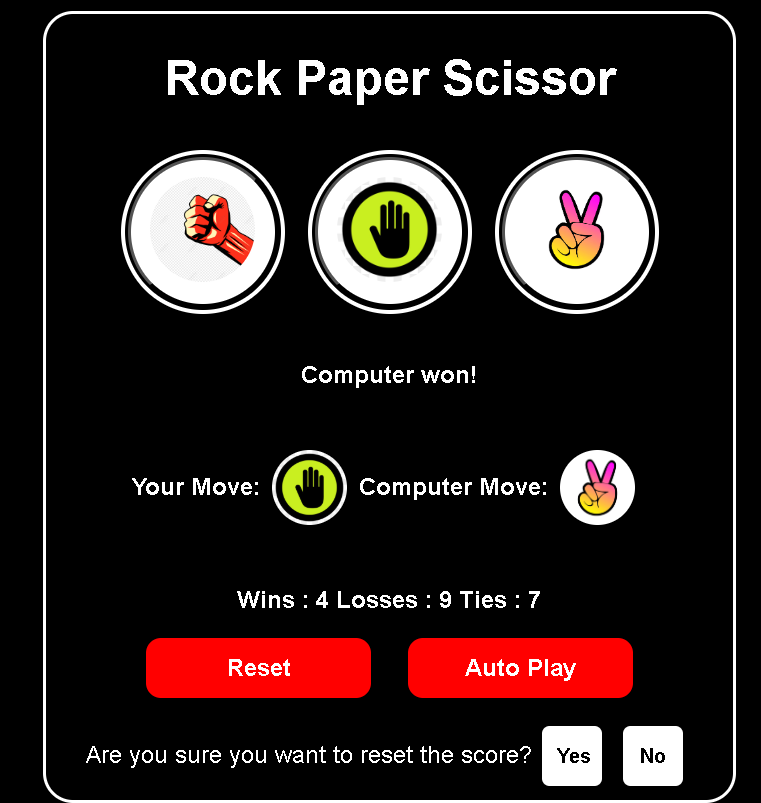 Rock Paper Scissor
Computer won!
Your Move: Computer Move:
Wins : 4 Losses : 9 Ties : 7
Reset Auto Play
Are you sure you want to reset the score? Yes No